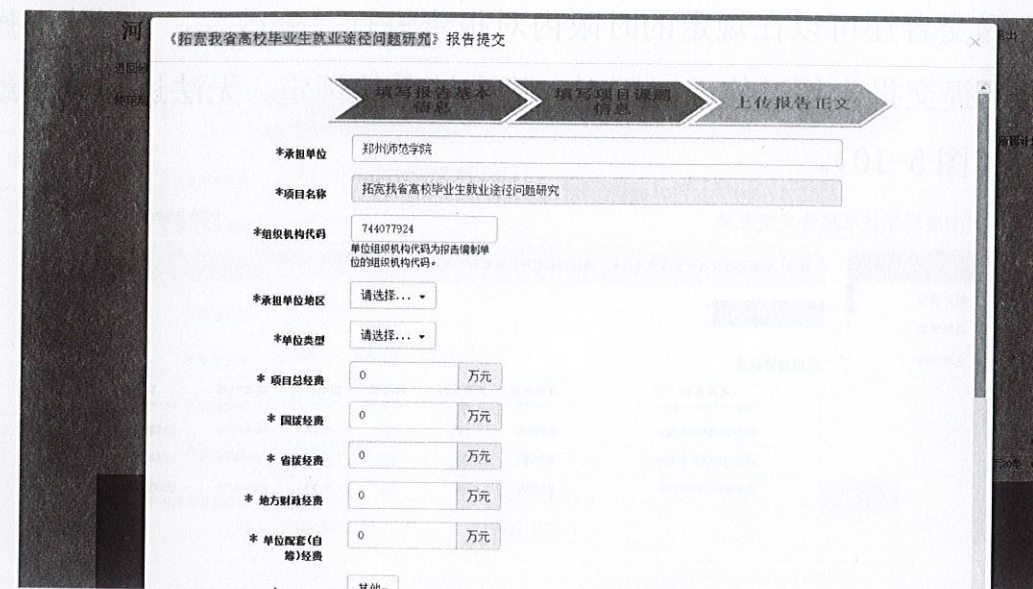 河
《拓宽我省高校毕业生就业途径问题研究》报告提交
×
填写报告基本
信息
填写项目课题
信息
上传报告正文
*承担单位
郑州师范学院
*项目名称
拓宽我省高校毕业生就业途径问题研究
*组织机构代码
744077924
单位组织机构代码为报告编制单
位的组织机构代码。
*承担单位地区
请选择...
*单位类型
请选择...
* 项目总经费
0
万元
* 国拨经费
0
万元
* 省拨经费
0
万元
* 地方财政经费
0
万元
* 单位配套(自
筹)经费
0
万元
其他